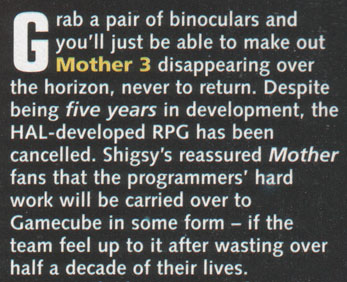 Grab a pair of binoculars and
you'll just be able to make out
Mother 3 disappearing over
the horizon, never to return. Despite
being five years in development, the
HAL-developed RPG has been
cancelled. Shigsy's reassured Mother
fans that the programmers' hard
work will be carried over to
Gamecube in some form – if the
team feel up to it after wasting over
half a decade of their lives.